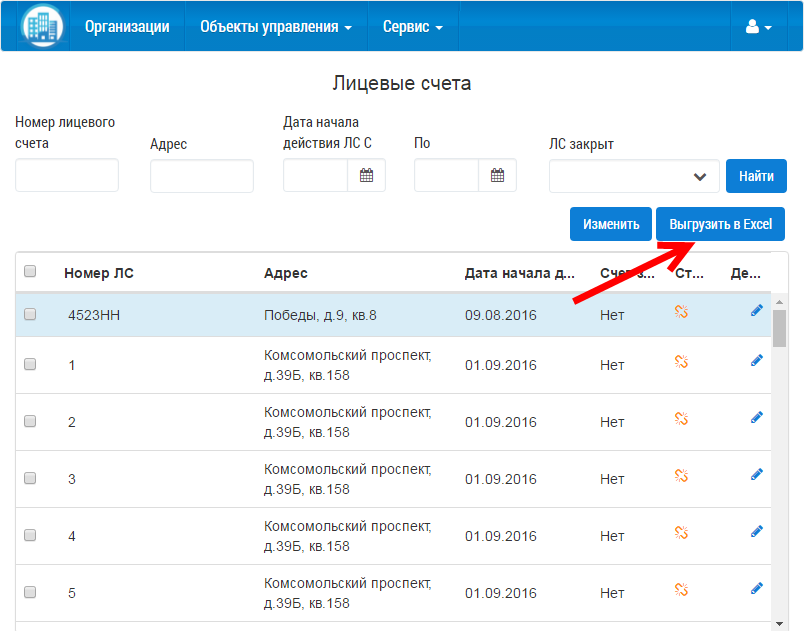 Организации Объекты управления Сервис
Лицевые счета
Номер лицевого счета
Адрес
Дата начала действия ЛС С
По
ЛС закрыт
Найти
Изменить Выгрузить в Excel
Номер ЛС Адрес Дата начала д... Счет з... Ст... Де...
4523НН Победы, д.9, кв.8 09.08.2016 Нет
1 Комсомольский проспект, д.39Б, кв.158 01.09.2016 Нет
2 Комсомольский проспект, д.39Б, кв.158 01.09.2016 Нет
3 Комсомольский проспект, д.39Б, кв.158 01.09.2016 Нет
4 Комсомольский проспект, д.39Б, кв.158 01.09.2016 Нет
5 Комсомольский проспект, д.39Б, кв.158 01.09.2016 Нет